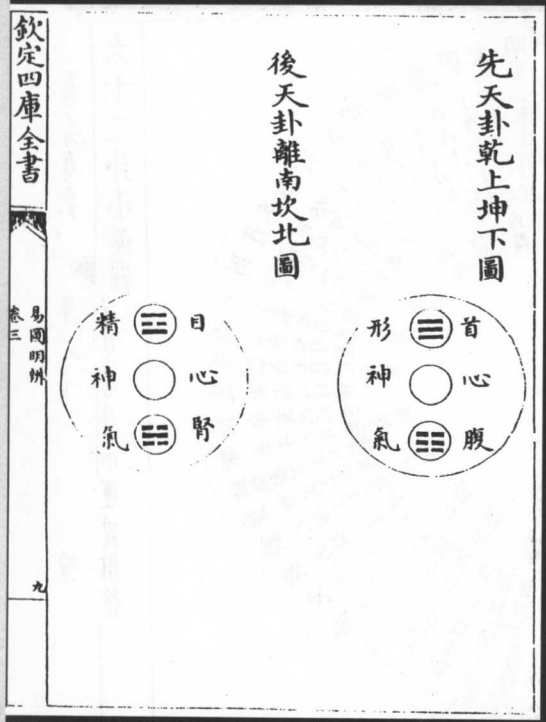 先天卦乾上坤下圖
首
形
心
神
腹
氣
後天卦離南坎北圖
目
精
心
神
腎
氣
欽定四庫全書
易圖明辨
卷三
九